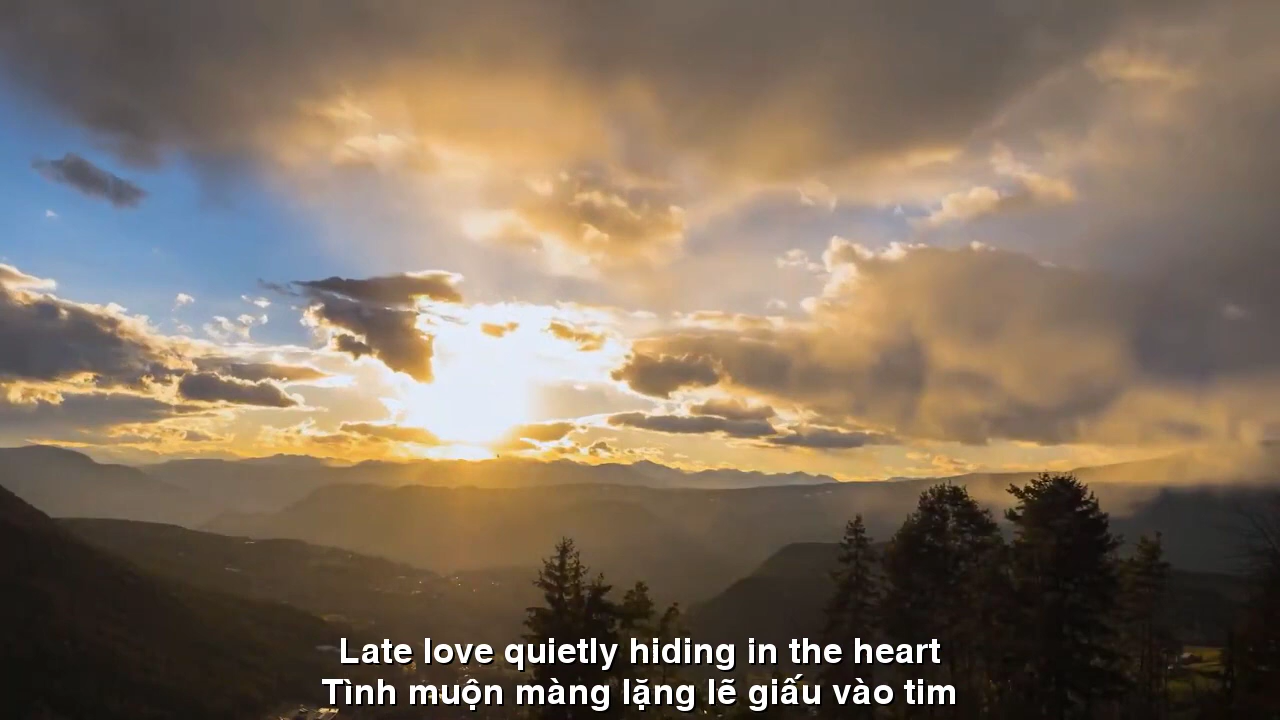 Late love quietly hiding in the heart
Tình muộn màng lặng lẽ giấu vào tim